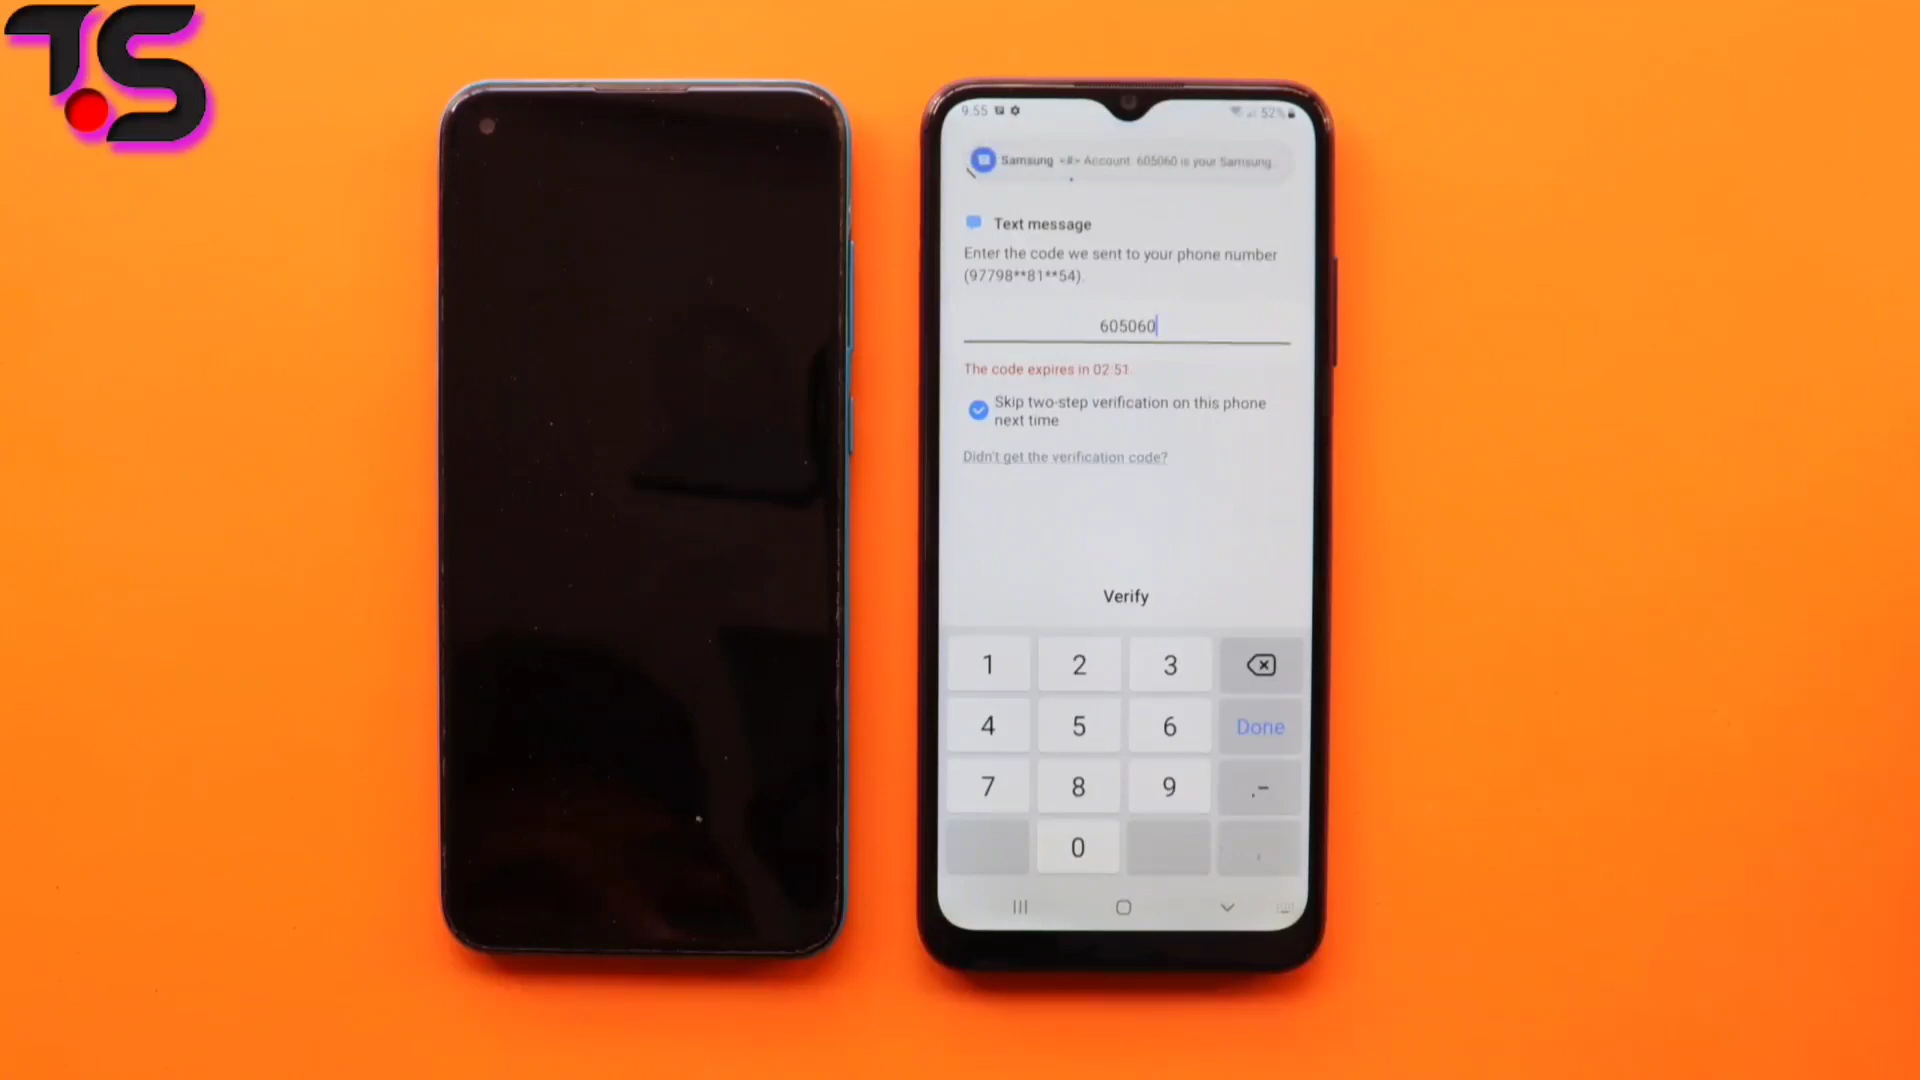 TS
9:55
52%
Samsung <#> Account: 605060 is your Samsung
Text message
Enter the code we sent to your phone number
(97798**81**54).
605060
The code expires in 02:51.
Skip two-step verification on this phone
next time
Didn't get the verification code?
Verify
1 2 3
4 5 6 Done
7 8 9 .-
0 ,